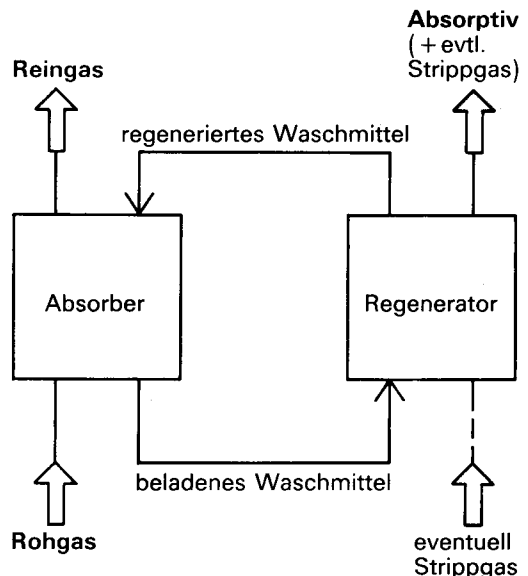 Absorptiv
( + evtl.
Strippgas)
Reingas
regeneriertes Waschmittel
Absorber
Regenerator
beladenes Waschmittel
Rohgas
eventuell
Strippgas